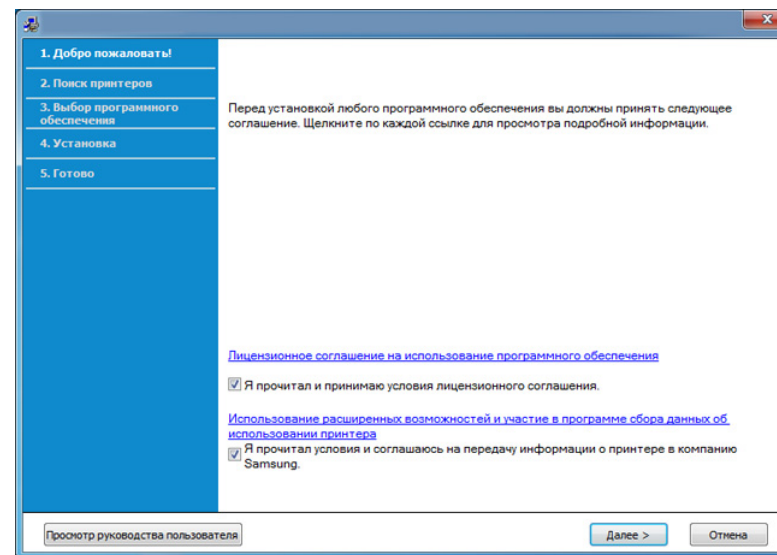 1. Добро пожаловать!
2. Поиск принтеров
3. Выбор программного
обеспечения
4. Установка
5. Готово
Перед установкой любого программного обеспечения вы должны принять следующее
соглашение. Щелкните по каждой ссылке для просмотра подробной информации.
Лицензионное соглашение на использование программного обеспечения
Я прочитал и принимаю условия лицензионного соглашения.
Использование расширенных возможностей и участие в программе сбора данных об
использовании принтера
Я прочитал условия и соглашаюсь на передачу информации о принтере в компанию
Samsung.
Просмотр руководства пользователя
Далее >
Отмена